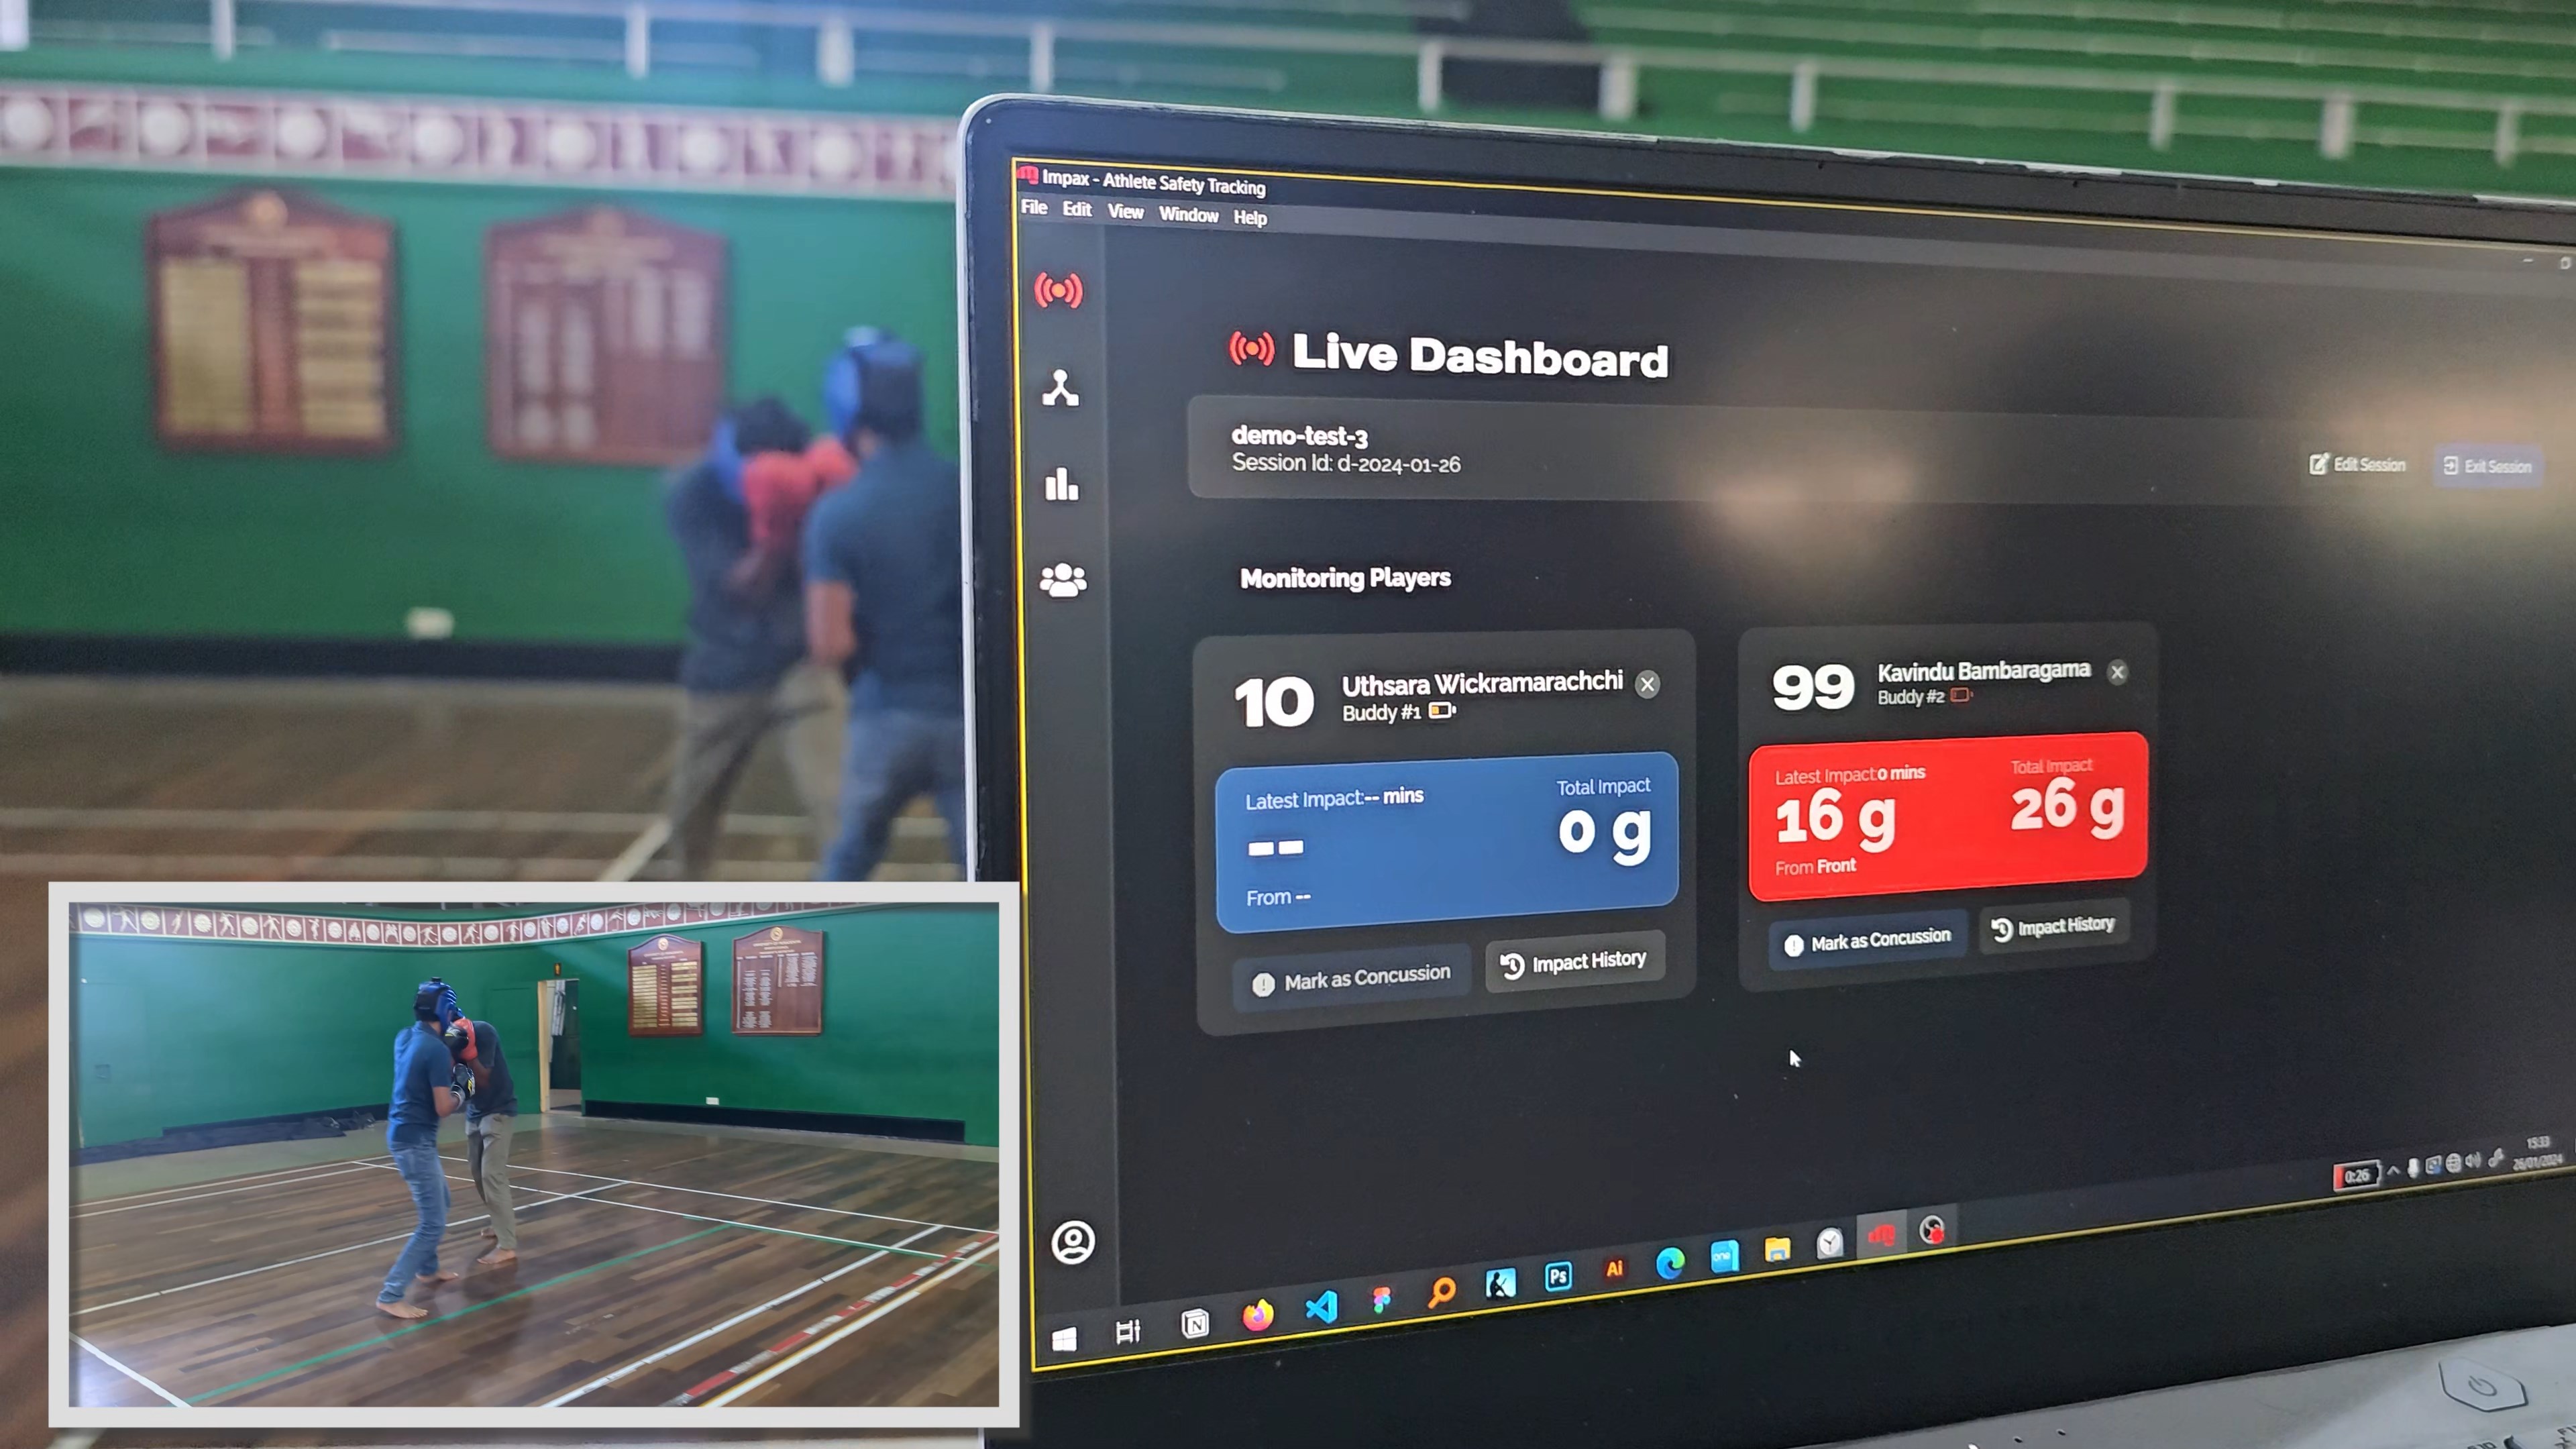 Impax - Athlete Safety Tracking
File Edit View Window Help
Live Dashboard
demo-test-3
Session Id: d-2024-01-26
Edit Session
Exit Session
Monitoring Players
10
Uthsara Wickramarachchi
Buddy #1
Latest Impact:-- mins
Total Impact
--
0 g
From --
Mark as Concussion
Impact History
99
Kavindu Bambaragama
Buddy #2
Latest Impact:0 mins
Total Impact
16 g
26 g
From Front
Mark as Concussion
Impact History
Ps
Ai
one
0:26
15:33
26/01/2024